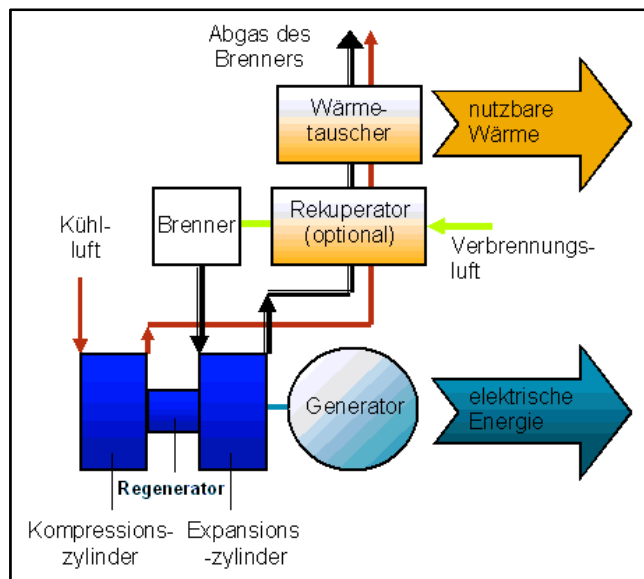 Abgas des
Brenners
Wärme-
tauscher
nutzbare
Wärme
Kühl-
luft
Brenner
Rekuperator
(optional)
Verbrennungs-
luft
Generator
elektrische
Energie
Regenerator
Kompressions-
zylinder
Expansions
-zylinder